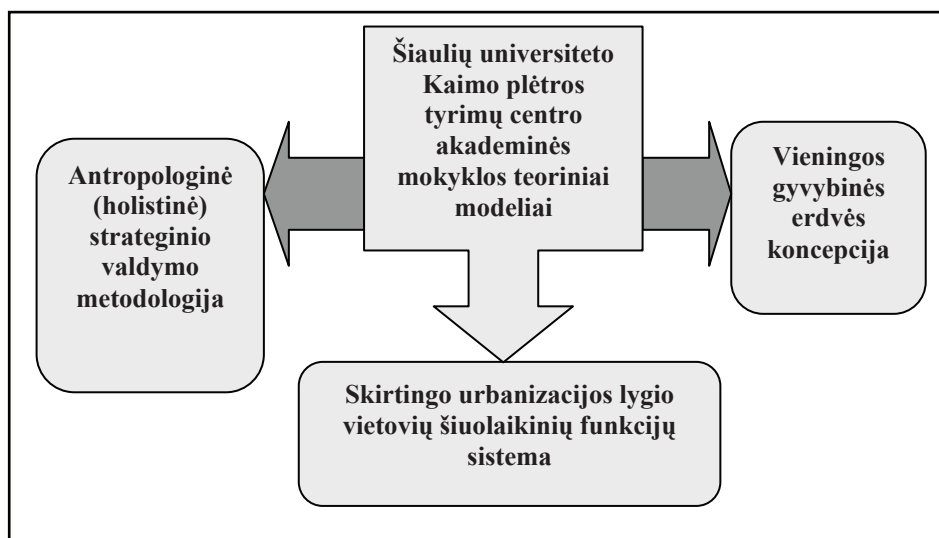 Šiaulių universiteto
Kaimo plėtros
tyrimų centro
akademinės
mokyklos teoriniai
modeliai
Antropologinė
(holistinė)
strateginio
valdymo
metodologija
Vieningos
gyvybinės
erdvės
koncepcija
Skirtingo urbanizacijos lygio
vietovių šiuolaikinių funkcijų
sistema